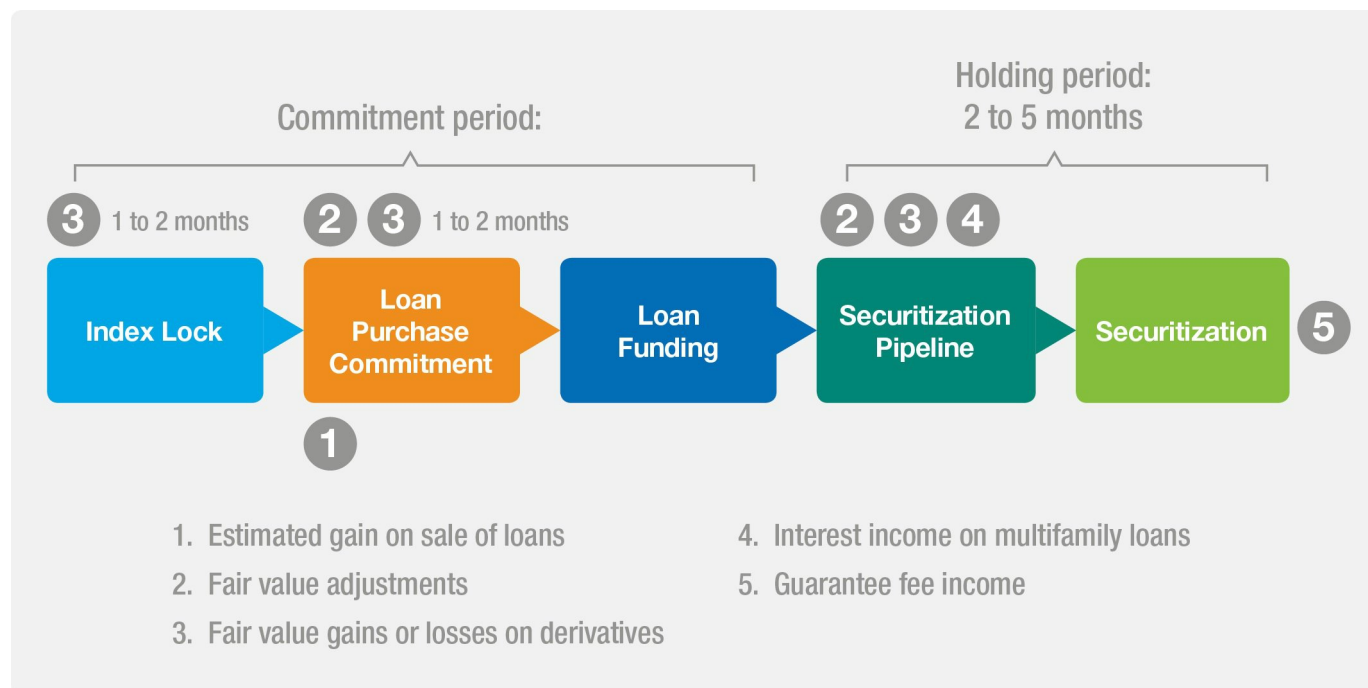 Commitment period:
Holding period:
2 to 5 months
3 1 to 2 months
2 3 1 to 2 months
2 3 4
Index Lock
Loan
Purchase
Commitment
Loan
Funding
Securitization
Pipeline
Securitization
5
1
1. Estimated gain on sale of loans
2. Fair value adjustments
3. Fair value gains or losses on derivatives
4. Interest income on multifamily loans
5. Guarantee fee income